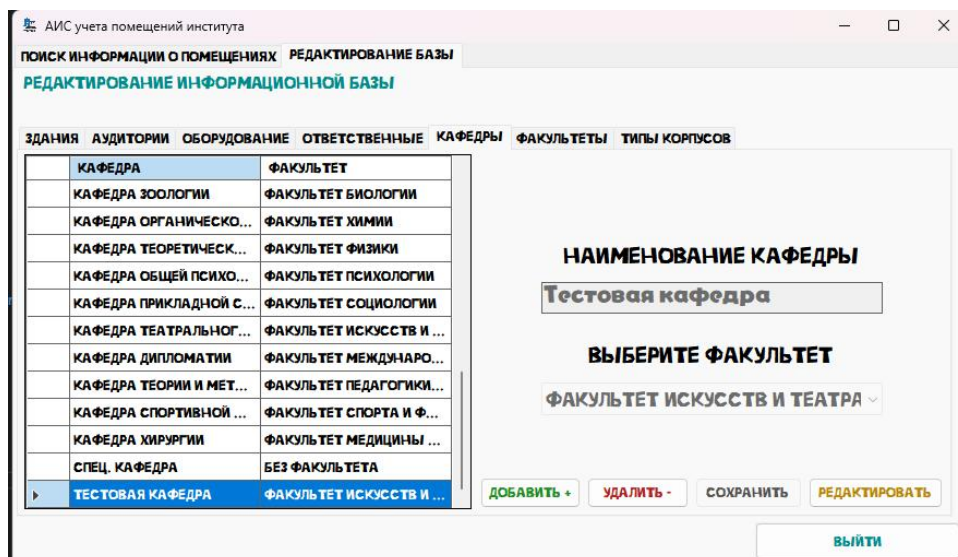 АИС учета помещений института
ПОИСК ИНФОРМАЦИИ О ПОМЕЩЕНИЯХ РЕДАКТИРОВАНИЕ БАЗЫ
РЕДАКТИРОВАНИЕ ИНФОРМАЦИОННОЙ БАЗЫ
ЗДАНИЯ АУДИТОРИИ ОБОРУДОВАНИЕ ОТВЕТСТВЕННЫЕ КАФЕДРЫ ФАКУЛЬТЕТЫ ТИПЫ КОРПУСОВ
КАФЕДРА ФАКУЛЬТЕТ
КАФЕДРА ЗООЛОГИИ ФАКУЛЬТЕТ БИОЛОГИИ
КАФЕДРА ОРГАНИЧЕСКО... ФАКУЛЬТЕТ ХИМИИ
КАФЕДРА ТЕОРЕТИЧЕСК... ФАКУЛЬТЕТ ФИЗИКИ
КАФЕДРА ОБЩЕЙ ПСИХО... ФАКУЛЬТЕТ ПСИХОЛОГИИ
КАФЕДРА ПРИКЛАДНОЙ С... ФАКУЛЬТЕТ СОЦИОЛОГИИ
КАФЕДРА ТЕАТРАЛЬНОГ... ФАКУЛЬТЕТ ИСКУССТВ И ...
КАФЕДРА ДИПЛОМАТИИ ФАКУЛЬТЕТ МЕЖДУНАРО...
КАФЕДРА ТЕОРИИ И МЕТ... ФАКУЛЬТЕТ ПЕДАГОГИКИ...
КАФЕДРА СПОРТИВНОЙ ... ФАКУЛЬТЕТ СПОРТА И Ф...
КАФЕДРА ХИРУРГИИ ФАКУЛЬТЕТ МЕДИЦИНЫ ...
СПЕЦ. КАФЕДРА БЕЗ ФАКУЛЬТЕТА
ТЕСТОВАЯ КАФЕДРА ФАКУЛЬТЕТ ИСКУССТВ И ...
НАИМЕНОВАНИЕ КАФЕДРЫ
Тестовая кафедра
ВЫБЕРИТЕ ФАКУЛЬТЕТ
ФАКУЛЬТЕТ ИСКУССТВ И ТЕАТРА
ДОБАВИТЬ + УДАЛИТЬ - СОХРАНИТЬ РЕДАКТИРОВАТЬ
ВЫЙТИ